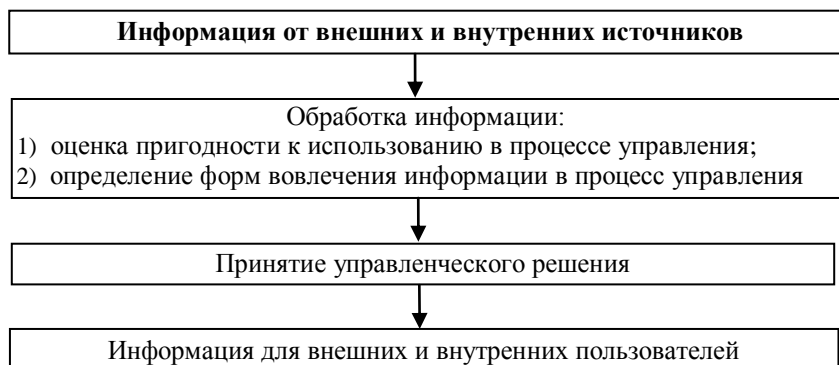 Информация от внешних и внутренних источников
Обработка информации:
1) оценка пригодности к использованию в процессе управления;
2) определение форм вовлечения информации в процесс управления
Принятие управленческого решения
Информация для внешних и внутренних пользователей